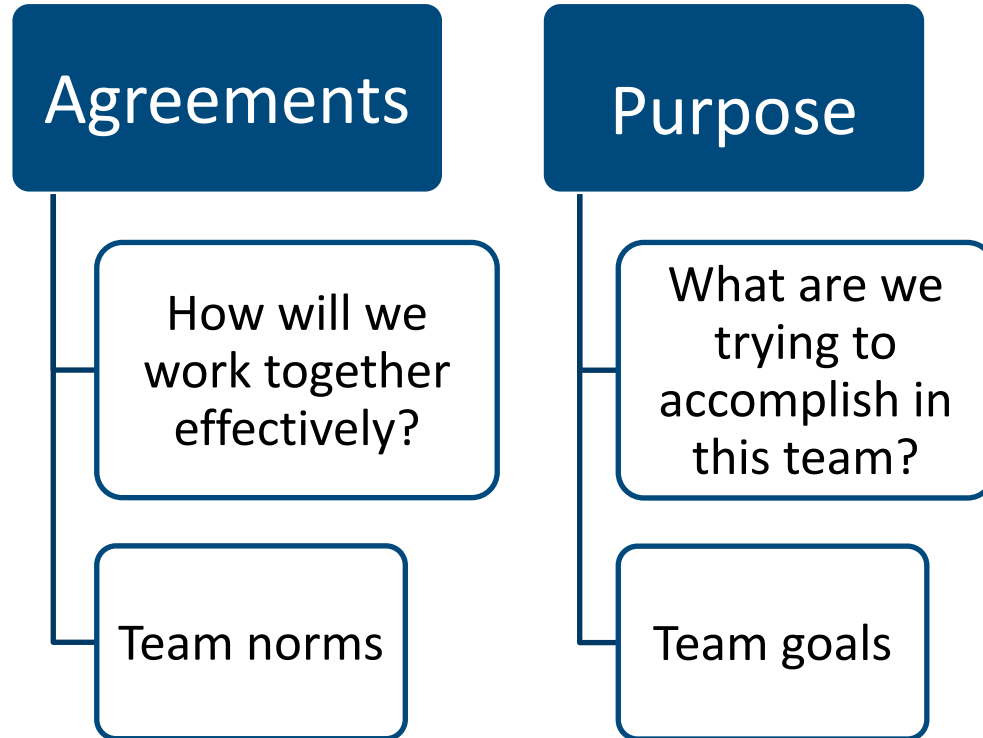 Agreements
How will we
work together
effectively?
Team norms
Purpose
What are we
trying to
accomplish in
this team?
Team goals